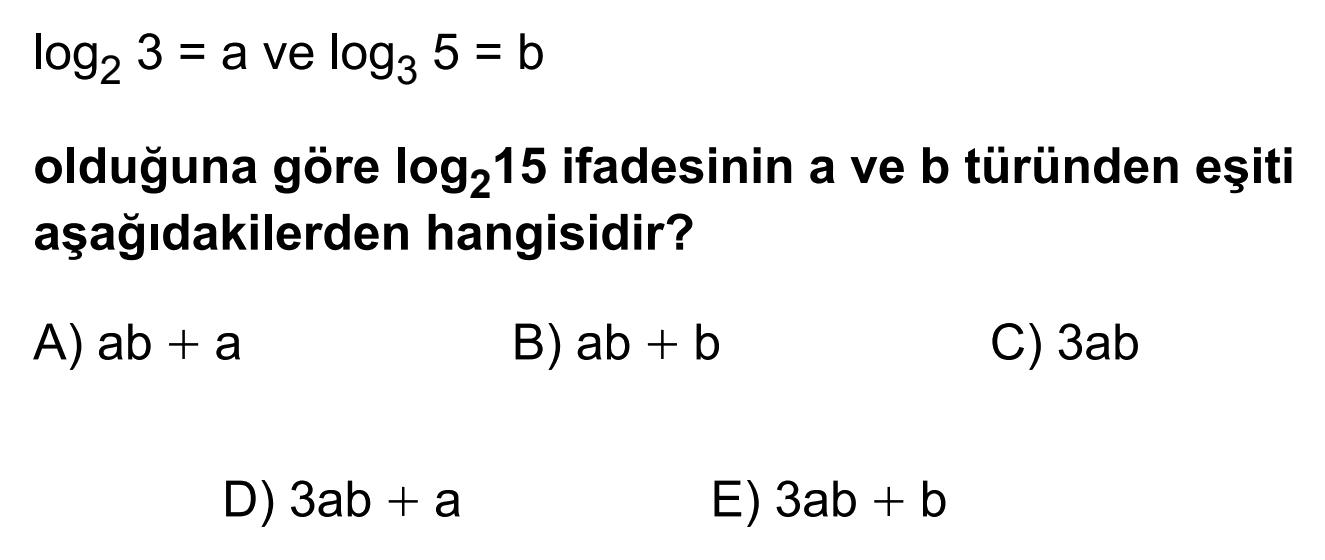 log₂ 3 = a ve log₃ 5 = b
olduğuna göre log₂15 ifadesinin a ve b türünden eşiti
aşağıdakilerden hangisidir?
A) ab + a B) ab + b C) 3ab
D) 3ab + a E) 3ab + b